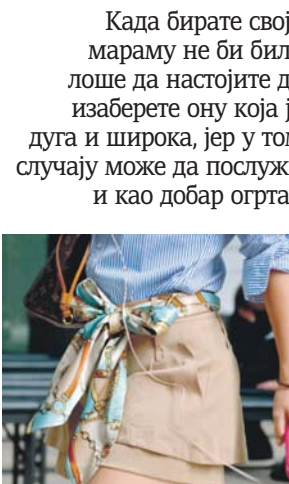 Када бирате свој
мараму не би бил
лоше да настојите д
изаберете ону која ј
дуга и широка, јер у том
случају може да послуж
и као добар огрта